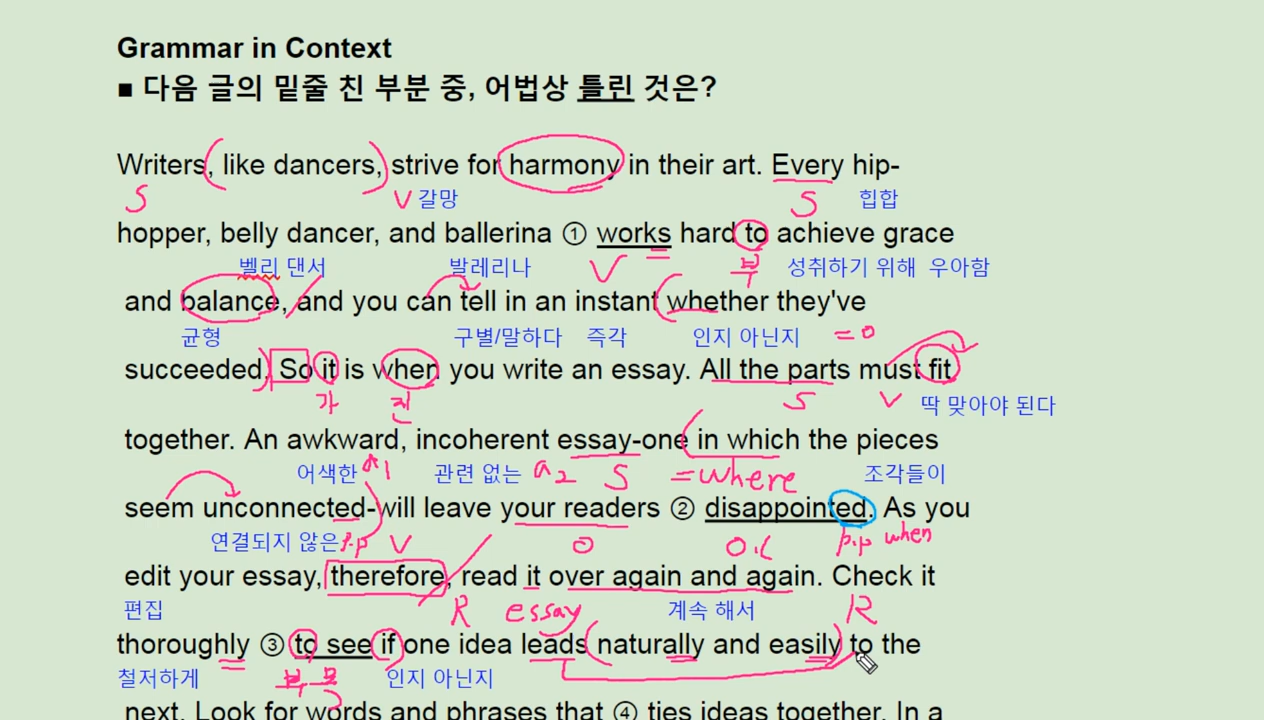 Grammar in Context
■ 다음 글의 밑줄 친 부분 중, 어법상 틀린 것은?
Writers, like dancers, strive for harmony in their art. Every hip-
S V 갈망 S 힙합
hopper, belly dancer, and ballerina ① works hard to achieve grace
벨리 댄서 발레리나 V 부 성취하기 위해 우아함
and balance, and you can tell in an instant whether they've
균형 구별/말하다 즉각 인지 아닌지 =o
succeeded. So it is when you write an essay. All the parts must fit
가 진 S V 딱 맞아야 된다
together. An awkward, incoherent essay-one in which the pieces
어색한 a1 관련 없는 a2 S =where 조각들이
seem unconnected-will leave your readers ② disappointed. As you
연결되지 않은 p.p V O O.C p.p when
edit your essay, therefore, read it over again and again. Check it
편집 R essay 계속 해서 R
thoroughly ③ to see if one idea leads naturally and easily to the
철저하게 부 목 인지 아닌지
next. Look for words and phrases that ④ ties ideas together. In a